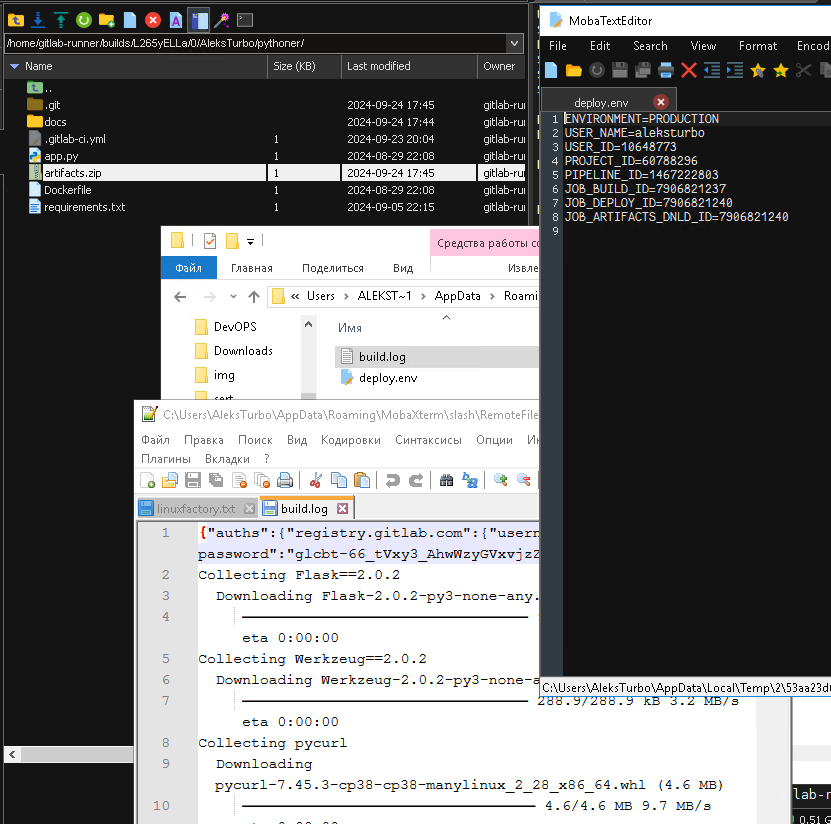 /home/gitlab-runner/builds/L265yELLa/0/AleksTurbo/pythoner/
Name Size (KB) Last modified Owner
..
.git 2024-09-24 17:45 gitlab-run
docs 2024-09-24 17:44 gitlab-run
.gitlab-ci.yml 1 2024-09-23 20:04 gitlab-run
app.py 1 2024-08-29 22:08 gitlab-run
artifacts.zip 1 2024-09-24 17:45 gitlab-run
Dockerfile 1 2024-08-29 22:08 gitlab-run
requirements.txt 1 2024-09-05 22:15 gitlab-run
MobaTextEditor
File Edit Search View Format Encod
deploy.env
1 ENVIRONMENT=PRODUCTION
2 USER_NAME=aleksturbo
3 USER_ID=10648773
4 PROJECT_ID=60788296
5 PIPELINE_ID=1467222803
6 JOB_BUILD_ID=7906821237
7 JOB_DEPLOY_ID=7906821240
8 JOB_ARTIFACTS_DNLD_ID=7906821240
9
C:\Users\AleksTurbo\AppData\Local\Temp\2\53aa23d
Средства работы со
Файл Главная Поделиться Вид Извле
« Users › ALEKST~1 › AppData › Roami
DevOPS
Downloads
img
sert
Имя
build.log
deploy.env
C:\Users\AleksTurbo\AppData\Roaming\MobaXterm\slash\RemoteFile
Файл Правка Поиск Вид Кодировки Синтаксисы Опции Ин
Плагины Вкладки ?
linuxfactory.txt build.log
1 {"auths":{"registry.gitlab.com":{"usern
password":"glcbt-66_tVxy3_AhwWzyGVxvjz2
2 Collecting Flask==2.0.2
3 Downloading Flask-2.0.2-py3-none-any.
4
eta 0:00:00
5 Collecting Werkzeug==2.0.2
6 Downloading Werkzeug-2.0.2-py3-none-a
7 288.9/288.9 kB 3.2 MB/s
eta 0:00:00
8 Collecting pycurl
9 Downloading
pycurl-7.45.3-cp38-cp38-manylinux_2_28_x86_64.whl (4.6 MB)
10 4.6/4.6 MB 9.7 MB/s
lab-r
0,51 G